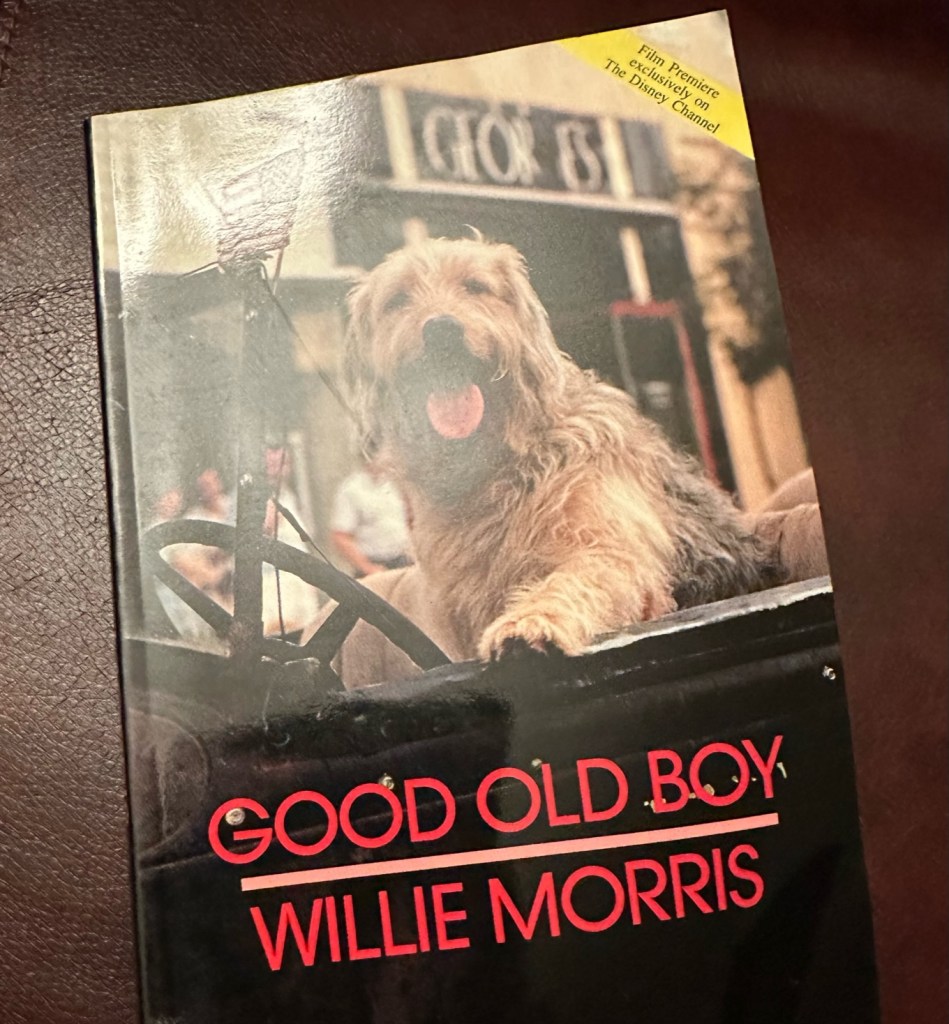 Film Premiere
exclusively on
The Disney Channel
GOOD OLD BOY
WILLIE MORRIS